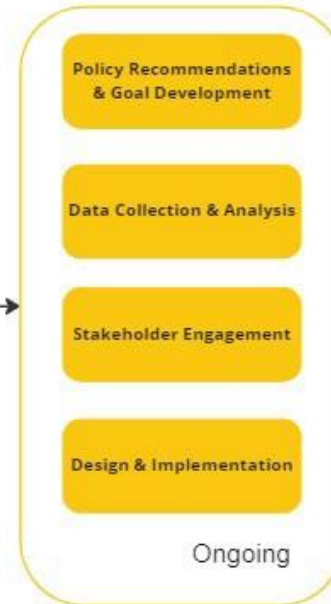 Policy Recommendations
& Goal Development
Data Collection & Analysis
Stakeholder Engagement
Design & Implementation
Ongoing